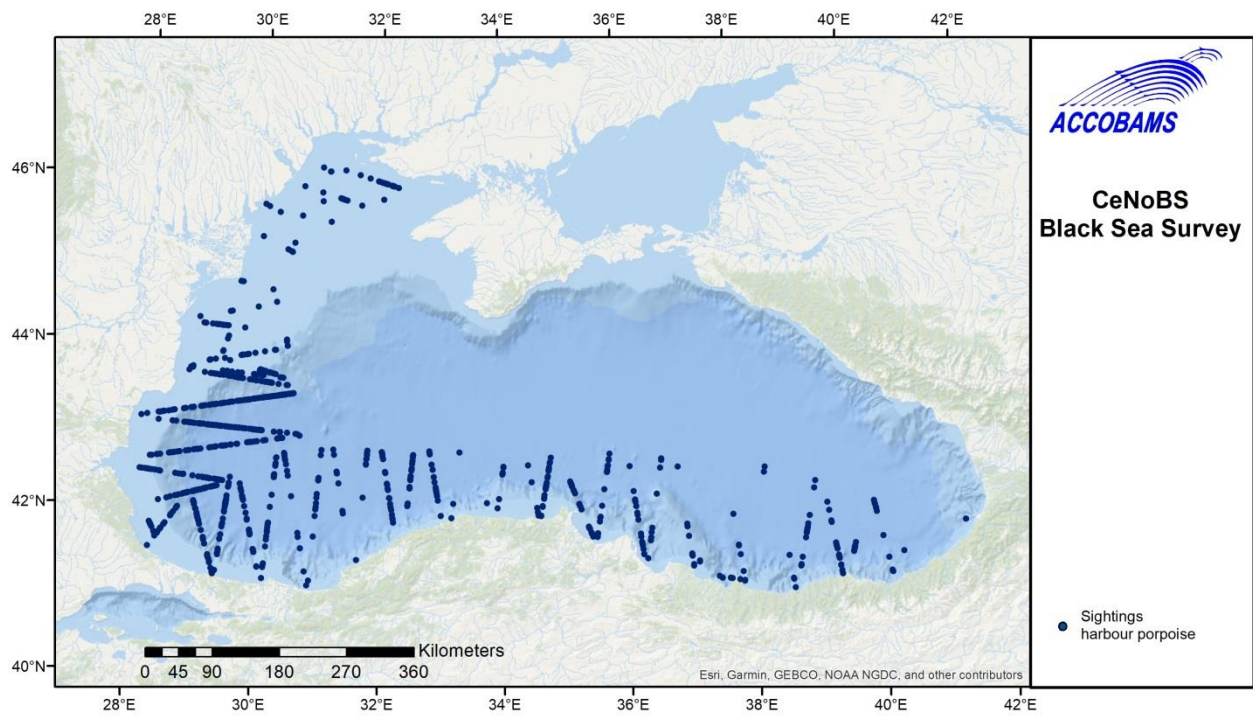 28°E 30°E 32°E 34°E 36°E 38°E 40°E 42°E
ACCOBAMS
CeNoBS
Black Sea Survey
46°N
44°N
42°N
40°N
Sightings
harbour porpoise
Kilometers
0 45 90 180 270 360
Esri, Garmin, GEBCO, NOAA NGDC, and other contributors
28°E 30°E 32°E 34°E 36°E 38°E 40°E 42°E